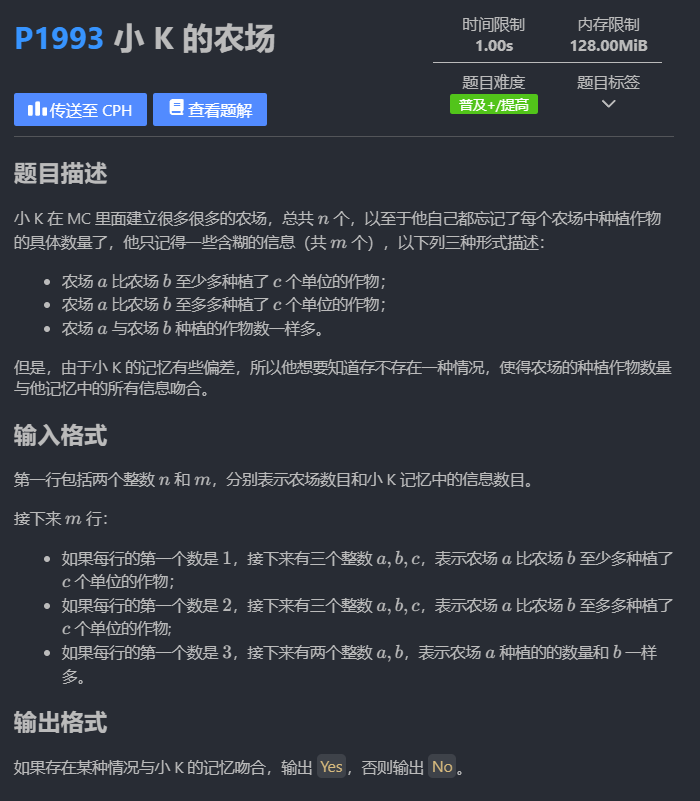 P1993 小 K 的农场
时间限制
1.00s
内存限制
128.00MiB
题目难度
普及+/提高
题目标签
传送至 CPH
查看题解
题目描述
小 K 在 MC 里面建立很多很多的农场，总共 n 个，以至于他自己都忘记了每个农场中种植作物
的具体数量了，他只记得一些含糊的信息（共 m 个），以下列三种形式描述：
农场 a 比农场 b 至少多种植了 c 个单位的作物；
农场 a 比农场 b 至多多种植了 c 个单位的作物；
农场 a 与农场 b 种植的作物数一样多。
但是，由于小 K 的记忆有些偏差，所以他想要知道存不存在一种情况，使得农场的种植作物数量
与他记忆中的所有信息吻合。
输入格式
第一行包括两个整数 n 和 m，分别表示农场数目和小 K 记忆中的信息数目。
接下来 m 行：
如果每行的第一个数是 1，接下来有三个整数 a, b, c，表示农场 a 比农场 b 至少多种植了
c 个单位的作物；
如果每行的第一个数是 2，接下来有三个整数 a, b, c，表示农场 a 比农场 b 至多多种植了
c 个单位的作物;
如果每行的第一个数是 3，接下来有两个整数 a, b，表示农场 a 种植的的数量和 b 一样
多。
输出格式
如果存在某种情况与小 K 的记忆吻合，输出 Yes，否则输出 No。